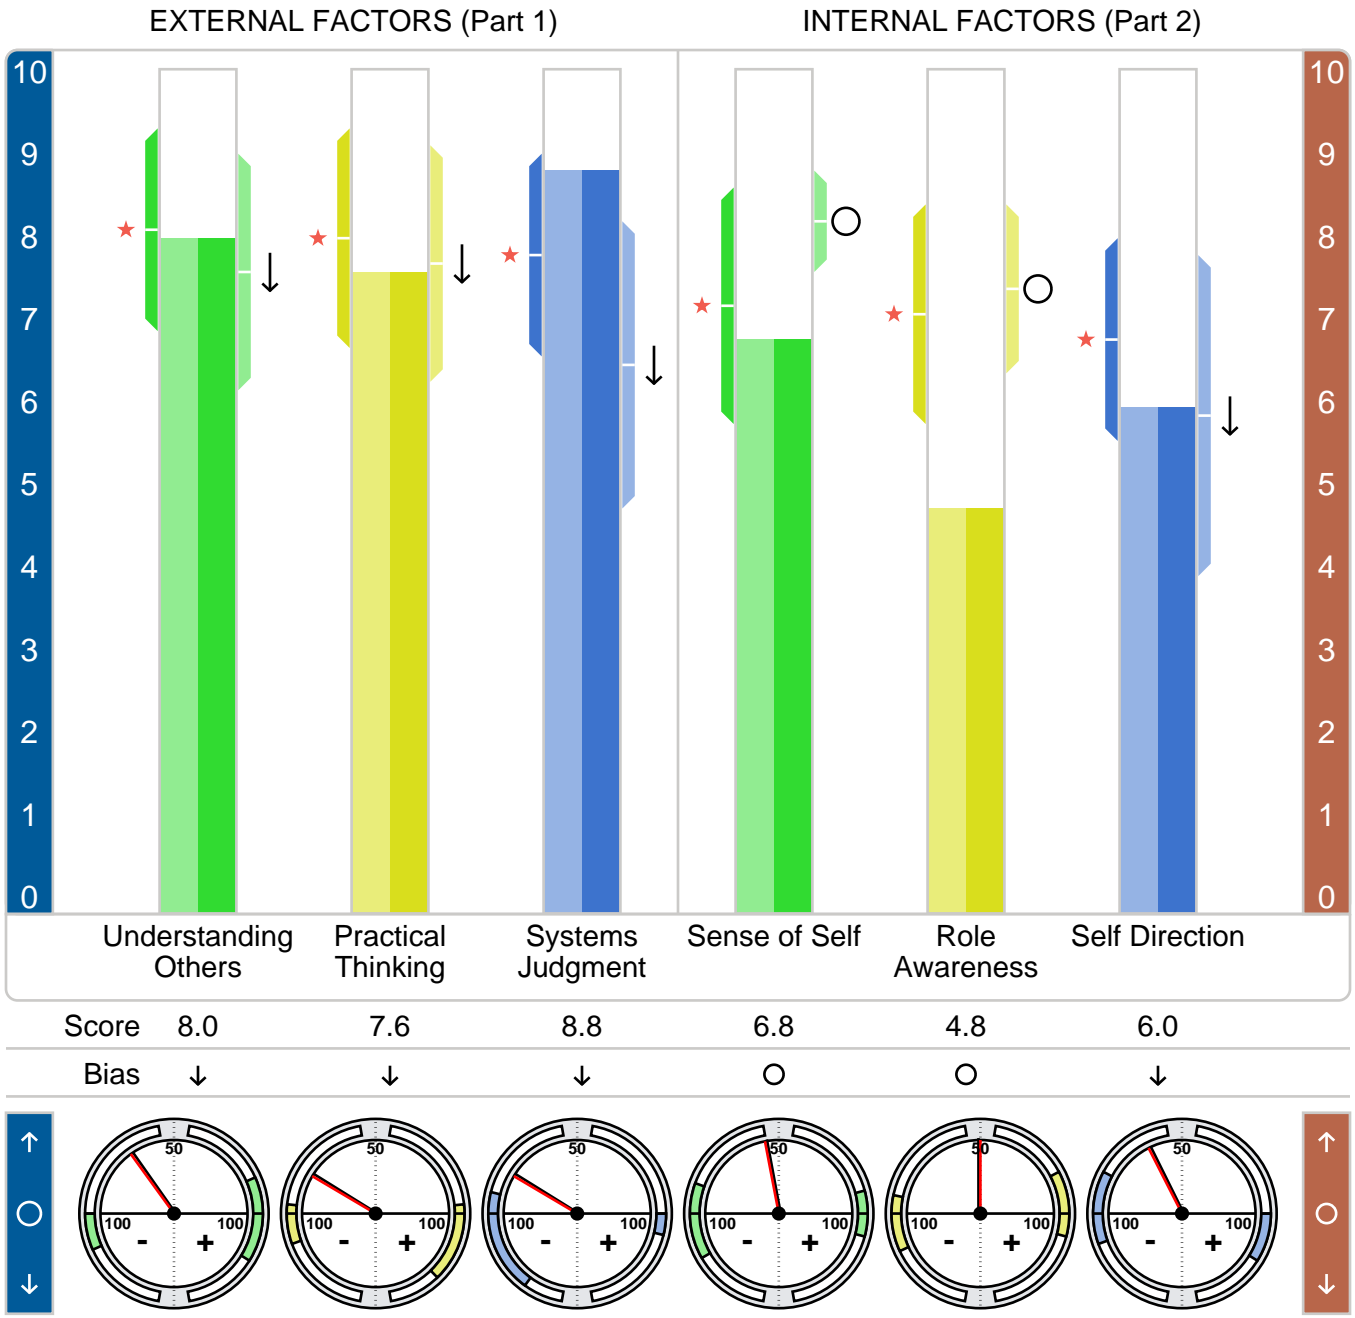 EXTERNAL FACTORS (Part 1) INTERNAL FACTORS (Part 2)
10 10
9 9
8 8
7 7
6 6
5 5
4 4
3 3
2 2
1 1
0 0
Understanding Others
Practical Thinking
Systems Judgment
Sense of Self
Role Awareness
Self Direction
Score 8.0 7.6 8.8 6.8 4.8 6.0
Bias ↓ ↓ ↓ O O ↓
↑ ↑
50 50 50 50 50 50
O 100 100 100 100 100 100 100 100 100 100 100 100 O
- + - + - + - + - + - +
↓ ↓